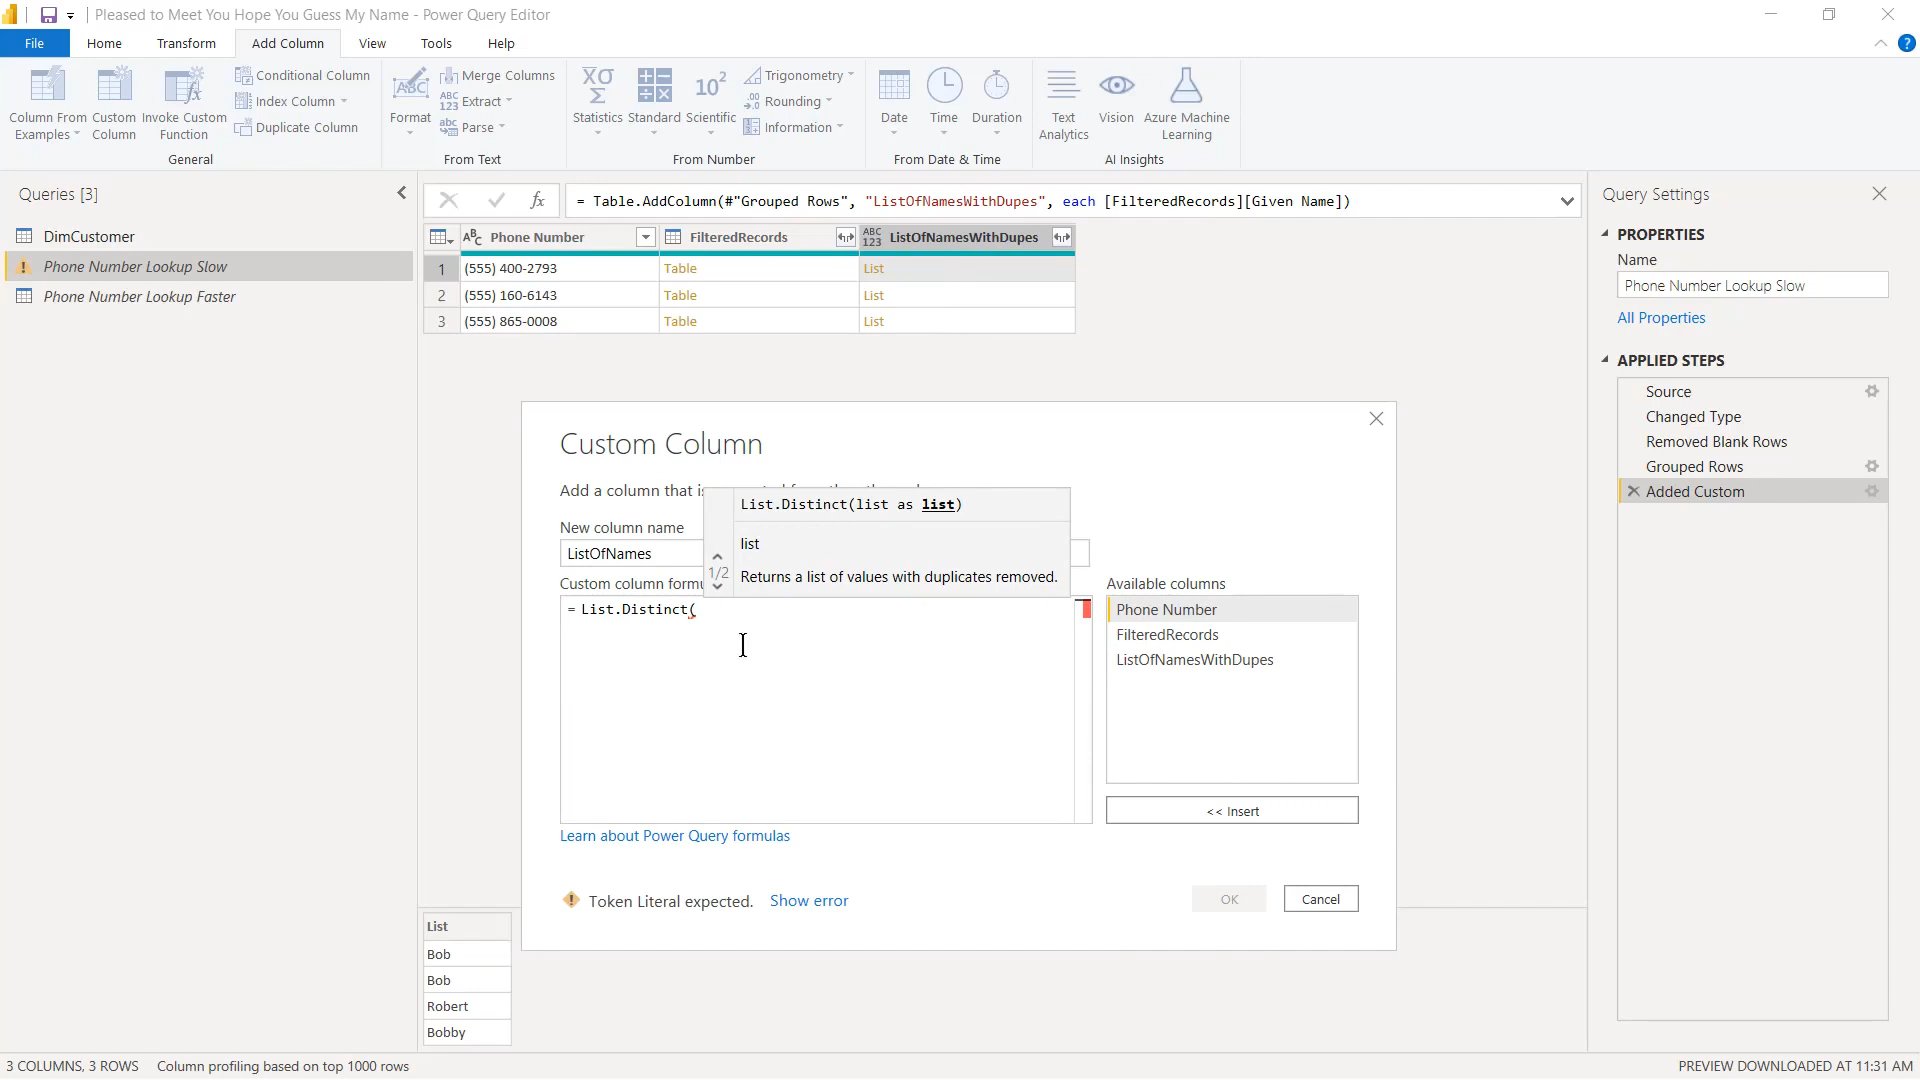 Pleased to Meet You Hope You Guess My Name - Power Query Editor
File Home Transform Add Column View Tools Help
Column From Examples
Custom Column
Invoke Custom Function
Conditional Column
Index Column
Duplicate Column
General
Format
Merge Columns
Extract
Parse
From Text
Statistics
Standard
Scientific
Trigonometry
Rounding
Information
From Number
Date
Time
Duration
From Date & Time
Text Analytics
Vision
Azure Machine Learning
AI Insights
Queries [3]
DimCustomer
Phone Number Lookup Slow
Phone Number Lookup Faster
= Table.AddColumn(#"Grouped Rows", "ListOfNamesWithDupes", each [FilteredRecords][Given Name])
Phone Number FilteredRecords ListOfNamesWithDupes
1 (555) 400-2793 Table List
2 (555) 160-6143 Table List
3 (555) 865-0008 Table List
Custom Column
Add a column that is
New column name
ListOfNames
Custom column formu
= List.Distinct(
List.Distinct(list as list)
list
1/2
Returns a list of values with duplicates removed.
Available columns
Phone Number
FilteredRecords
ListOfNamesWithDupes
<< Insert
Learn about Power Query formulas
Token Literal expected. Show error
OK
Cancel
List
Bob
Bob
Robert
Bobby
Query Settings
PROPERTIES
Name
Phone Number Lookup Slow
All Properties
APPLIED STEPS
Source
Changed Type
Removed Blank Rows
Grouped Rows
Added Custom
3 COLUMNS, 3 ROWS Column profiling based on top 1000 rows
PREVIEW DOWNLOADED AT 11:31 AM